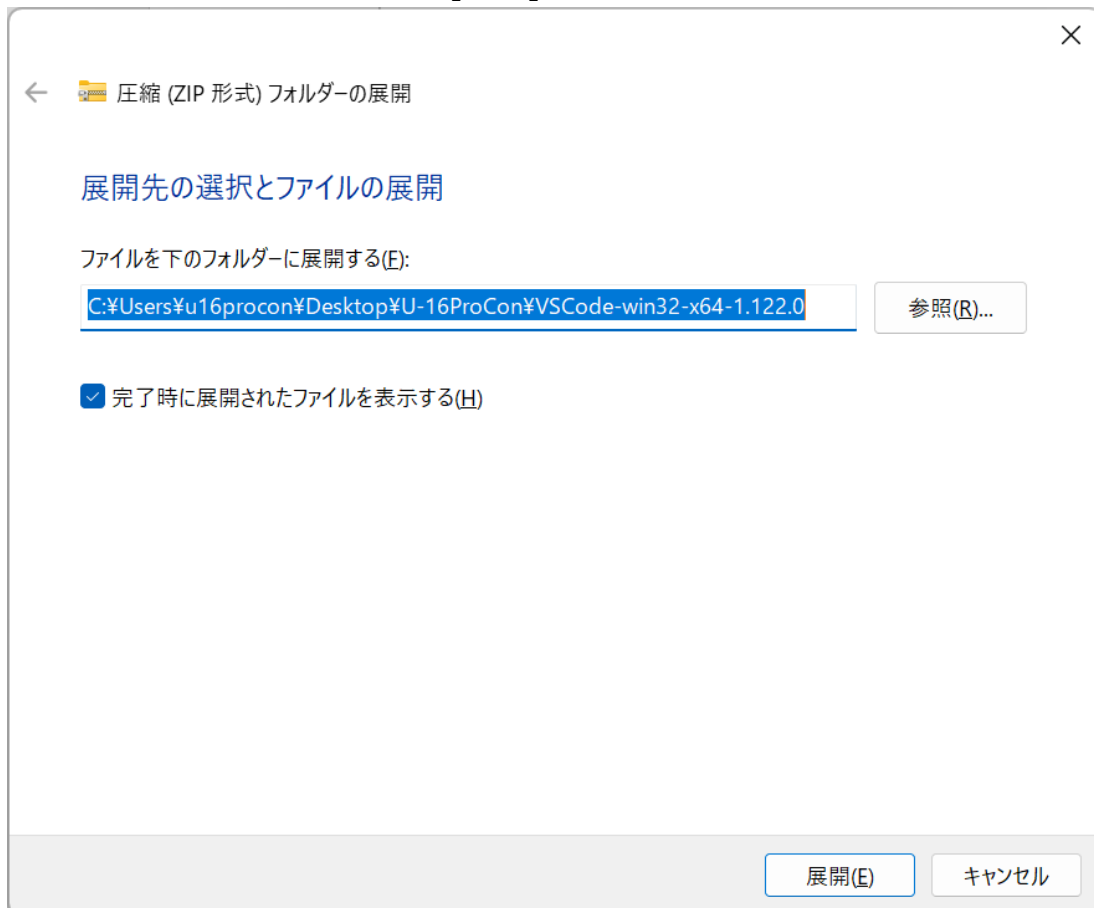 圧縮 (ZIP 形式) フォルダーの展開
展開先の選択とファイルの展開
ファイルを下のフォルダーに展開する(F):
C:¥Users¥u16procon¥Desktop¥U-16ProCon¥VSCode-win32-x64-1.122.0
参照(R)...
完了時に展開されたファイルを表示する(H)
展開(E)
キャンセル